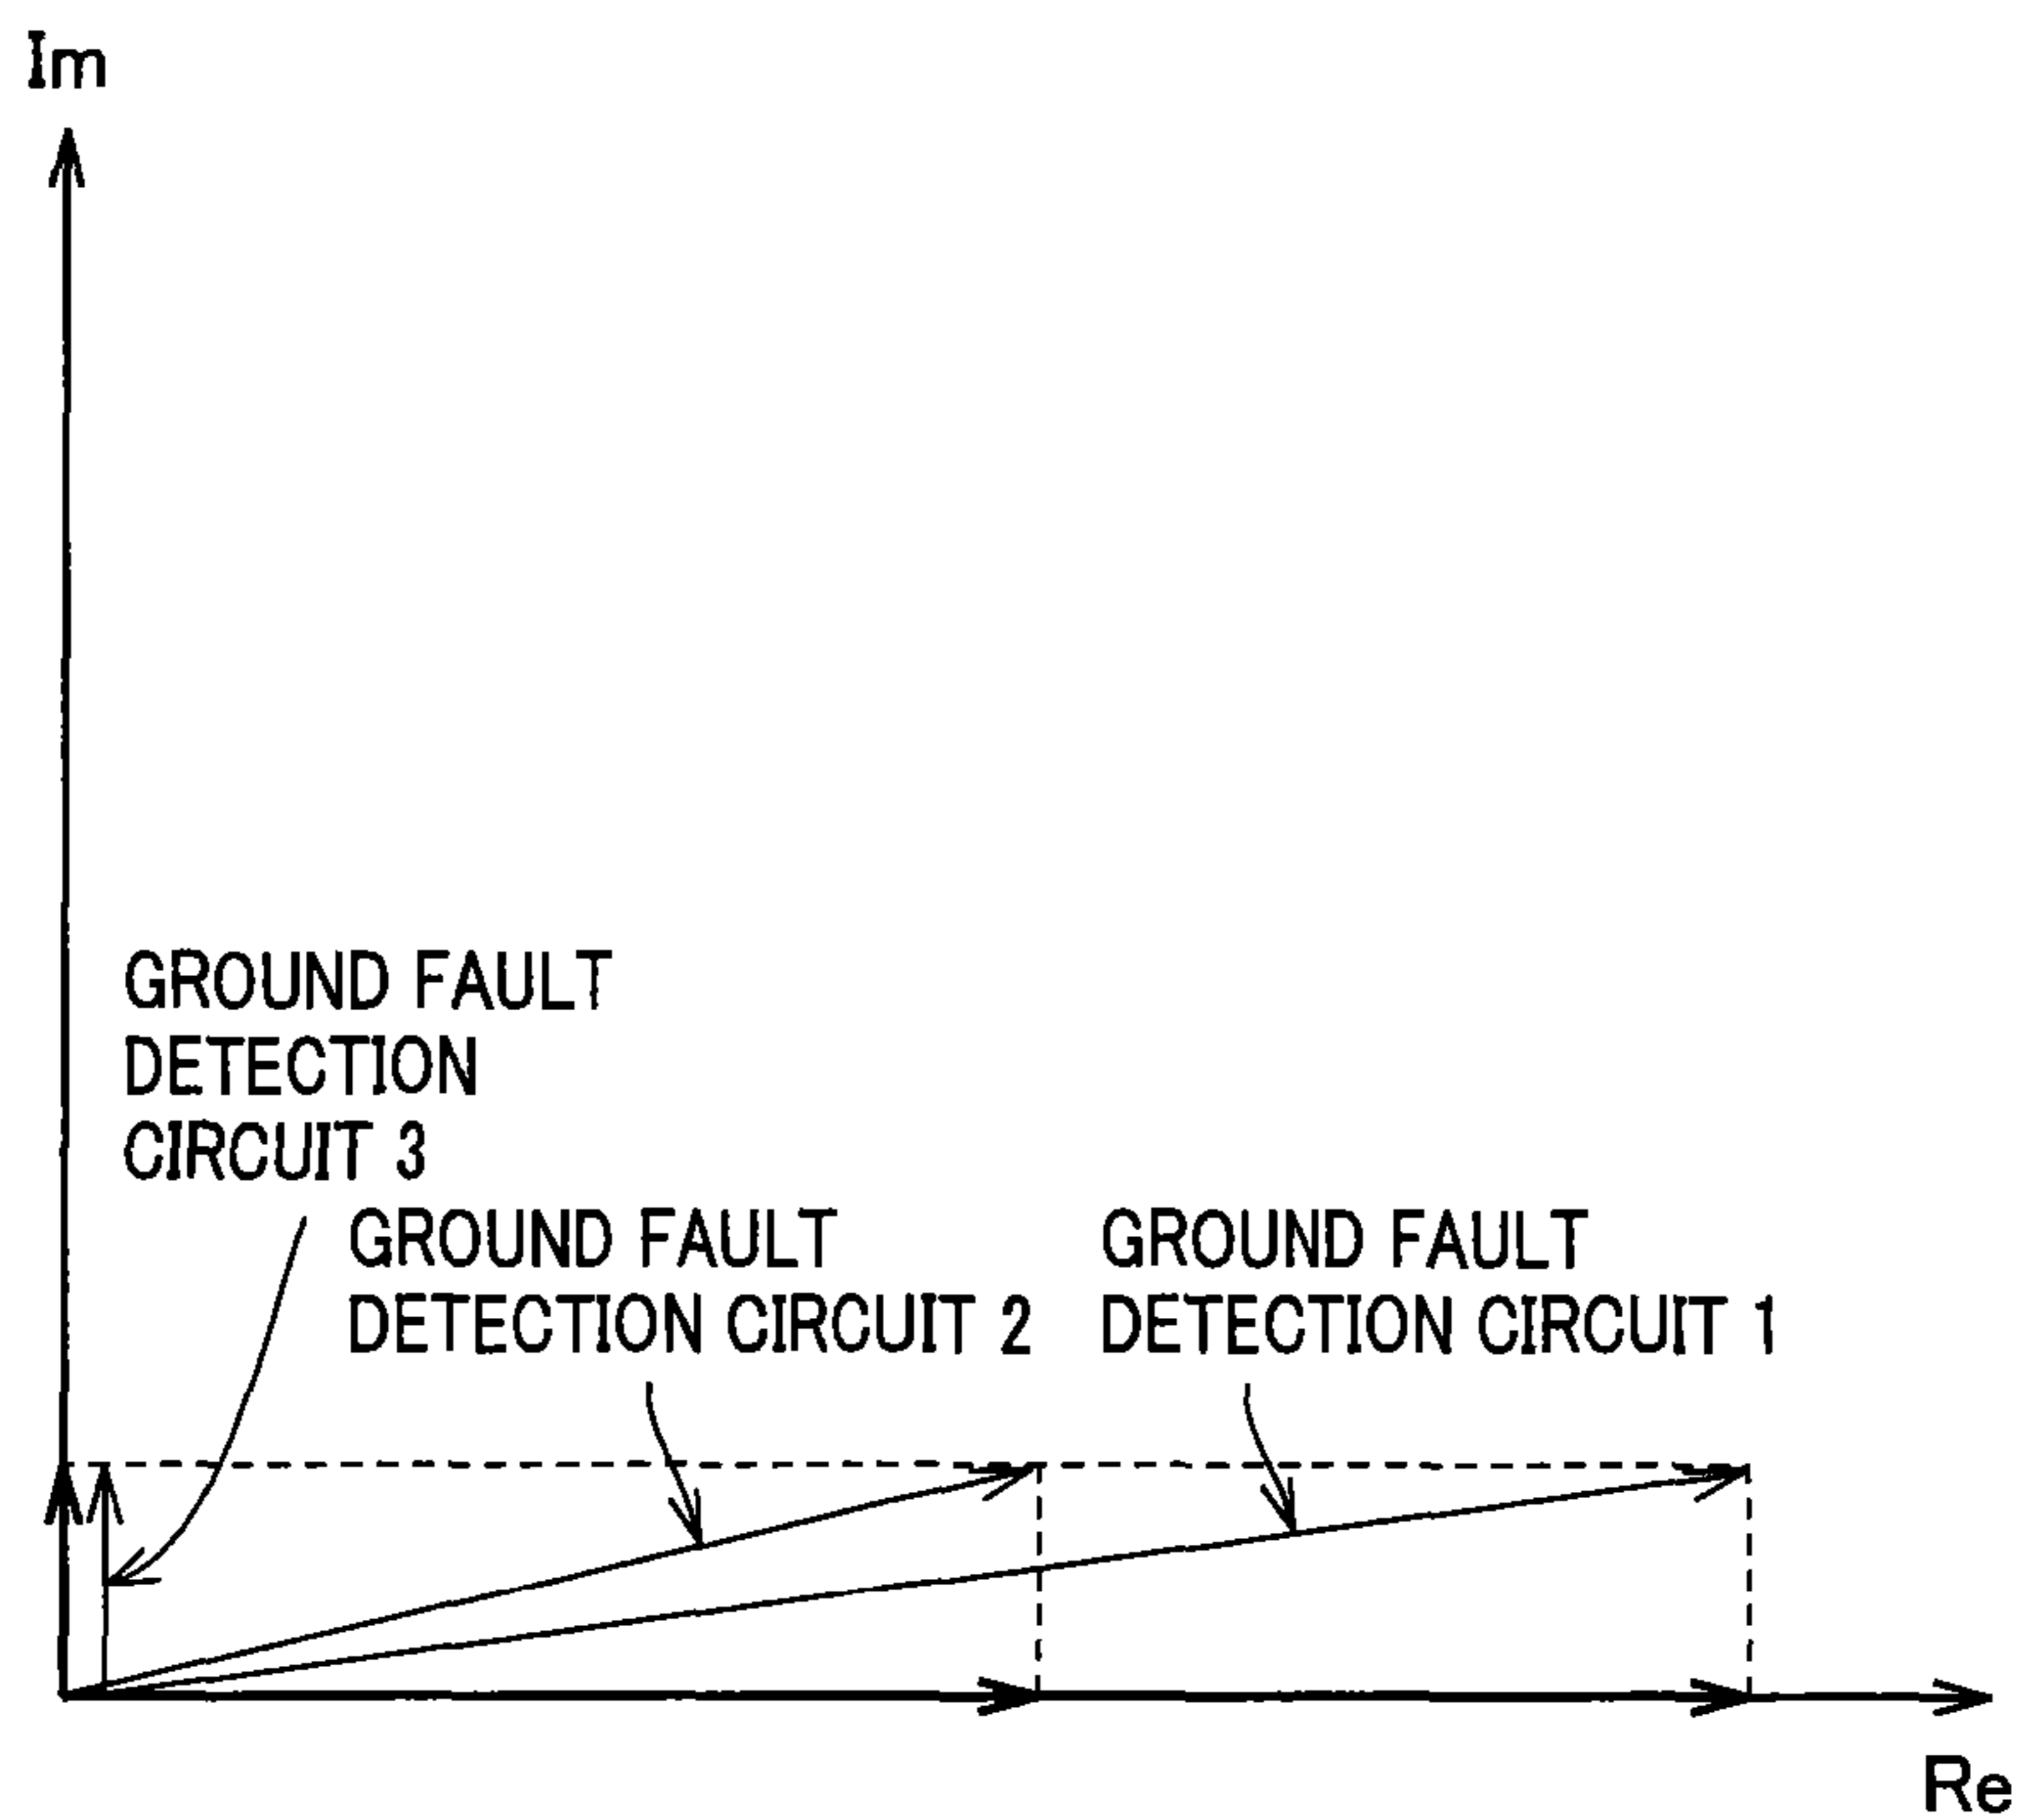 Im
GROUND FAULT
DETECTION
CIRCUIT 3
GROUND FAULT
DETECTION CIRCUIT 2
GROUND FAULT
DETECTION CIRCUIT 1
Re